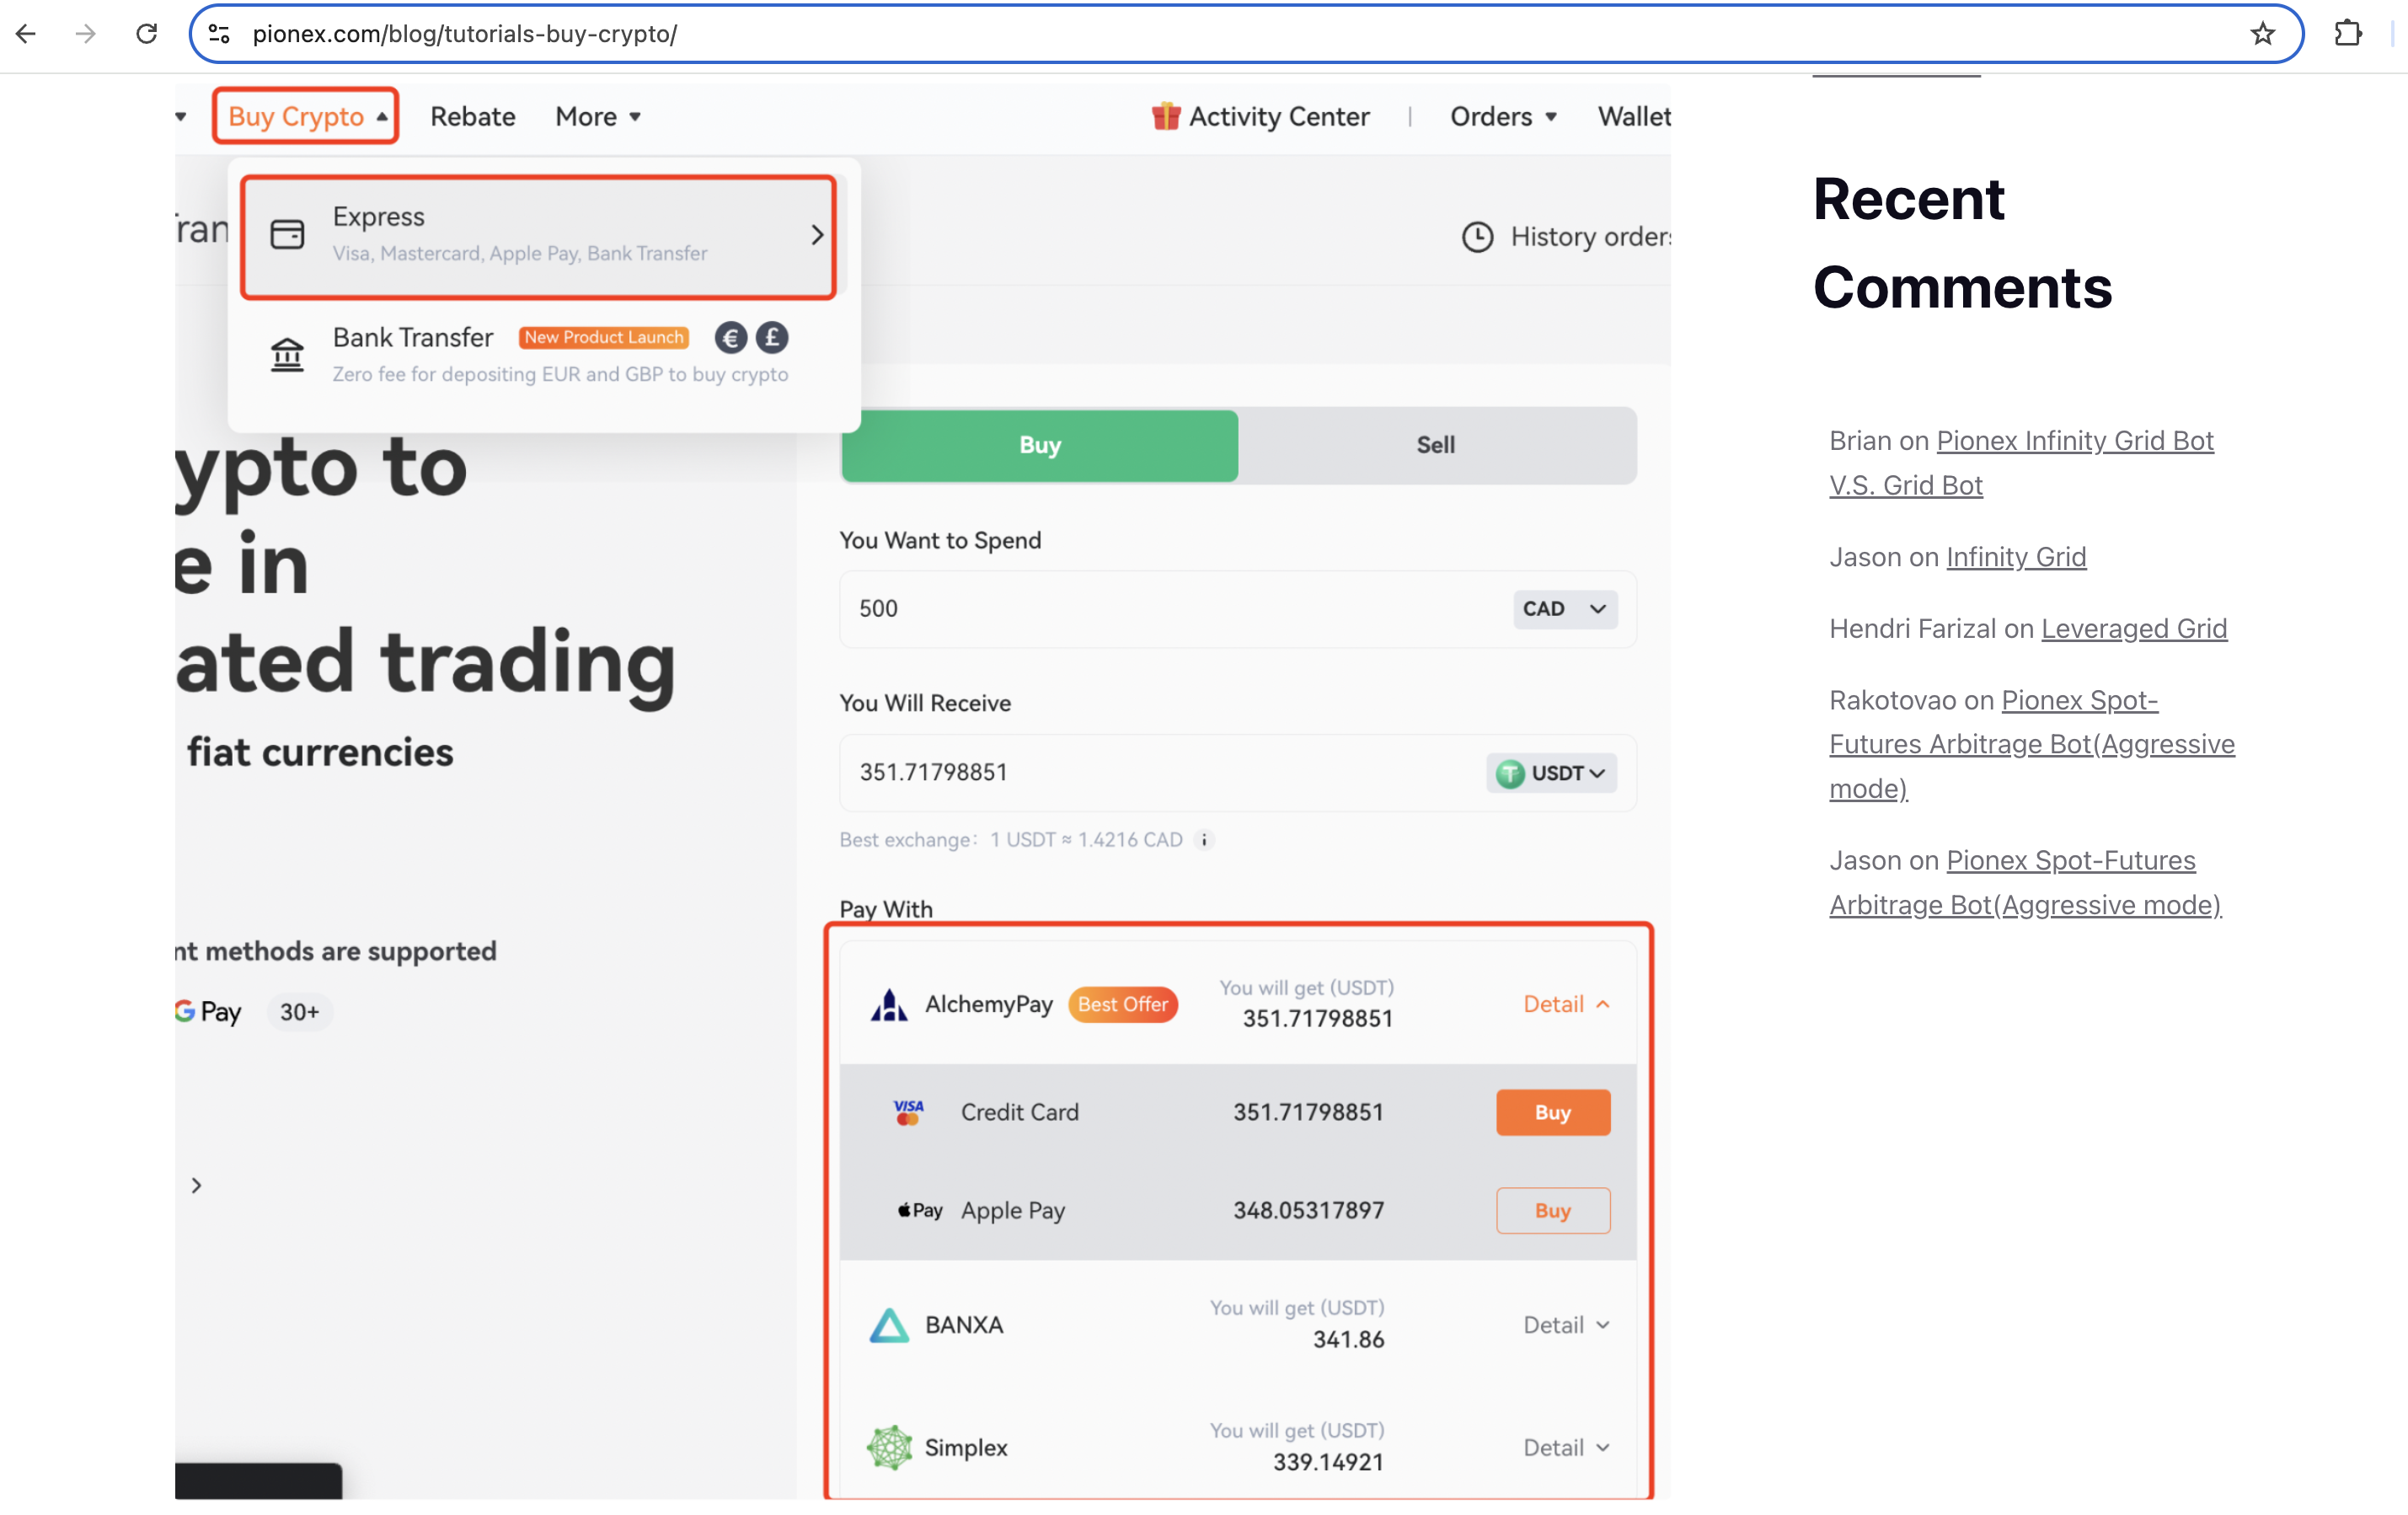 pionex.com/blog/tutorials-buy-crypto/
Buy Crypto
Rebate
More
Activity Center
|
Orders
Wallet
Express
Visa, Mastercard, Apple Pay, Bank Transfer
Bank Transfer New Product Launch € £
Zero fee for depositing EUR and GBP to buy crypto
ran
History orders
ypto to
e in
ated trading
fiat currencies
nt methods are supported
G Pay 30+
Buy
Sell
You Want to Spend
500 CAD
You Will Receive
351.71798851 USDT
Best exchange: 1 USDT ≈ 1.4216 CAD i
Pay With
AlchemyPay Best Offer
You will get (USDT)
351.71798851
Detail
VISA Credit Card 351.71798851 Buy
Pay Apple Pay 348.05317897 Buy
BANXA
You will get (USDT)
341.86
Detail
Simplex
You will get (USDT)
339.14921
Detail
Recent
Comments
Brian on Pionex Infinity Grid Bot
V.S. Grid Bot
Jason on Infinity Grid
Hendri Farizal on Leveraged Grid
Rakotovao on Pionex Spot-
Futures Arbitrage Bot(Aggressive
mode)
Jason on Pionex Spot-Futures
Arbitrage Bot(Aggressive mode)